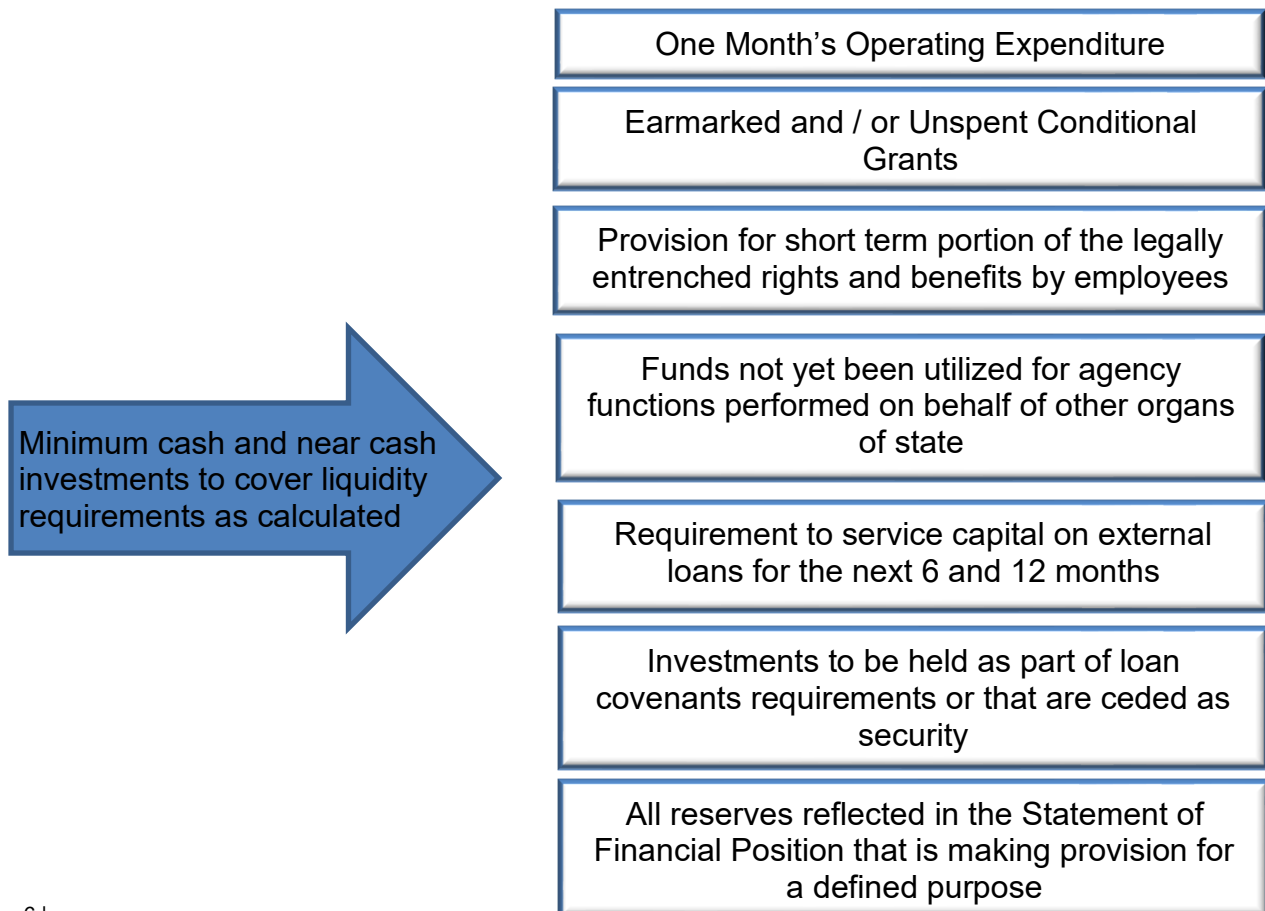 One Month’s Operating Expenditure
Earmarked and / or Unspent Conditional
Grants
Provision for short term portion of the legally
entrenched rights and benefits by employees
Funds not yet been utilized for agency
functions performed on behalf of other organs
of state
Minimum cash and near cash
investments to cover liquidity
requirements as calculated
Requirement to service capital on external
loans for the next 6 and 12 months
Investments to be held as part of loan
covenants requirements or that are ceded as
security
All reserves reflected in the Statement of
Financial Position that is making provision for
a defined purpose